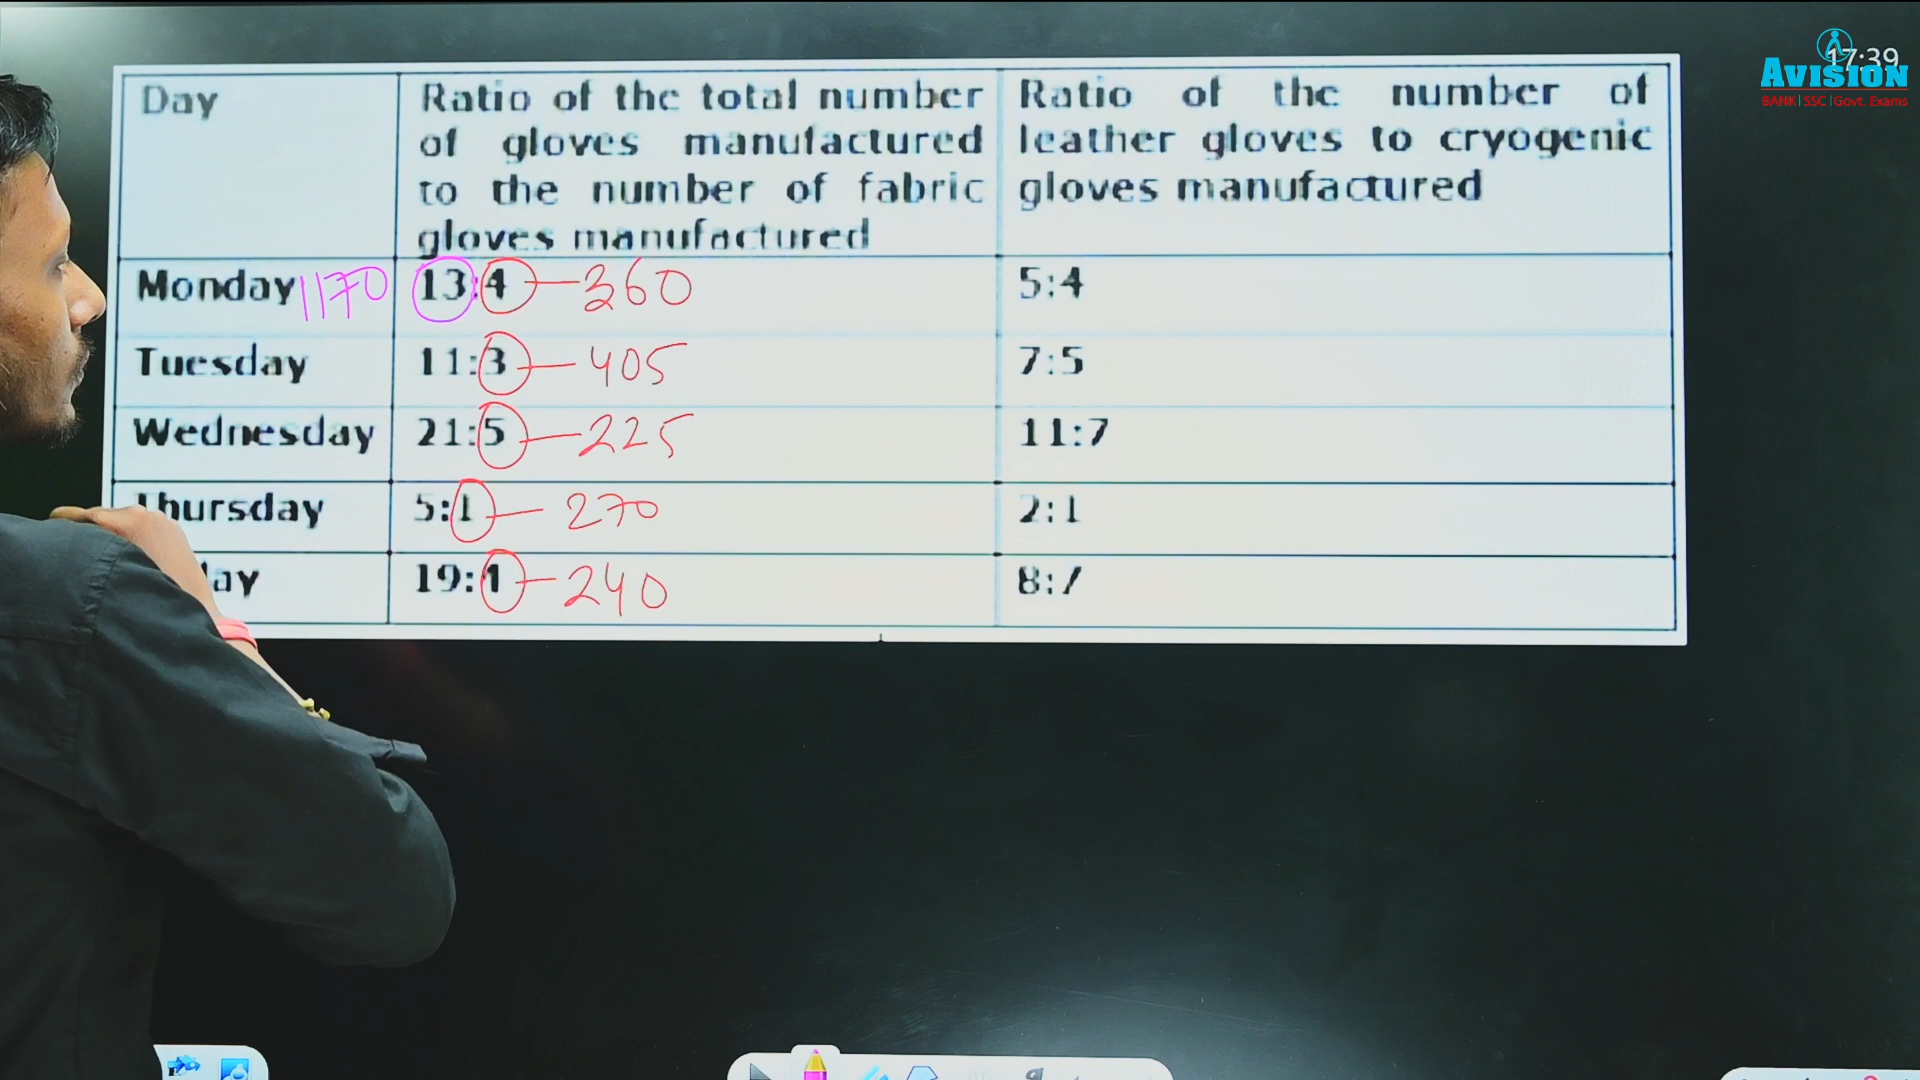 17:39
AVISION
BANK | SSC | Govt. Exams
Day
Ratio of the total number
of gloves manufactured
to the number of fabric
gloves manufactured
Ratio of the number of
leather gloves to cryogenic
gloves manufactured
Monday 1170 13:4 — 360 5:4
Tuesday 11:3 — 405 7:5
Wednesday 21:5 — 225 11:7
Thursday 5:1 — 270 2:1
ay 19:4 — 240 8:7